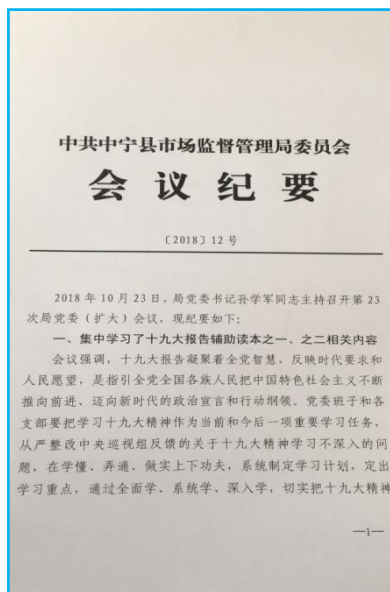 中共中宁县市场监督管理局委员会
会议纪要
〔2018〕12号
2018年10月23日，局党委书记孙学军同志主持召开第23
次局党委（扩大）会议，现纪要如下：
一、集中学习了十九大报告辅助读本之一、之二相关内容
会议强调，十九大报告凝聚着全党智慧、反映时代要求和
人民愿望，是指引全党全国各族人民把中国特色社会主义不断
推向前进、迈向新时代的政治宣言和行动纲领。党委班子和各
支部要把学习十九大精神作为当前和今后一项重要学习任务，
从严整改中央巡视组反馈的关于十九大精神学习不深入的问
题，在学懂、弄通、做实上下功夫，系统制定学习计划，定出
学习重点，通过全面学、系统学、深入学，切实把十九大精神
—1—